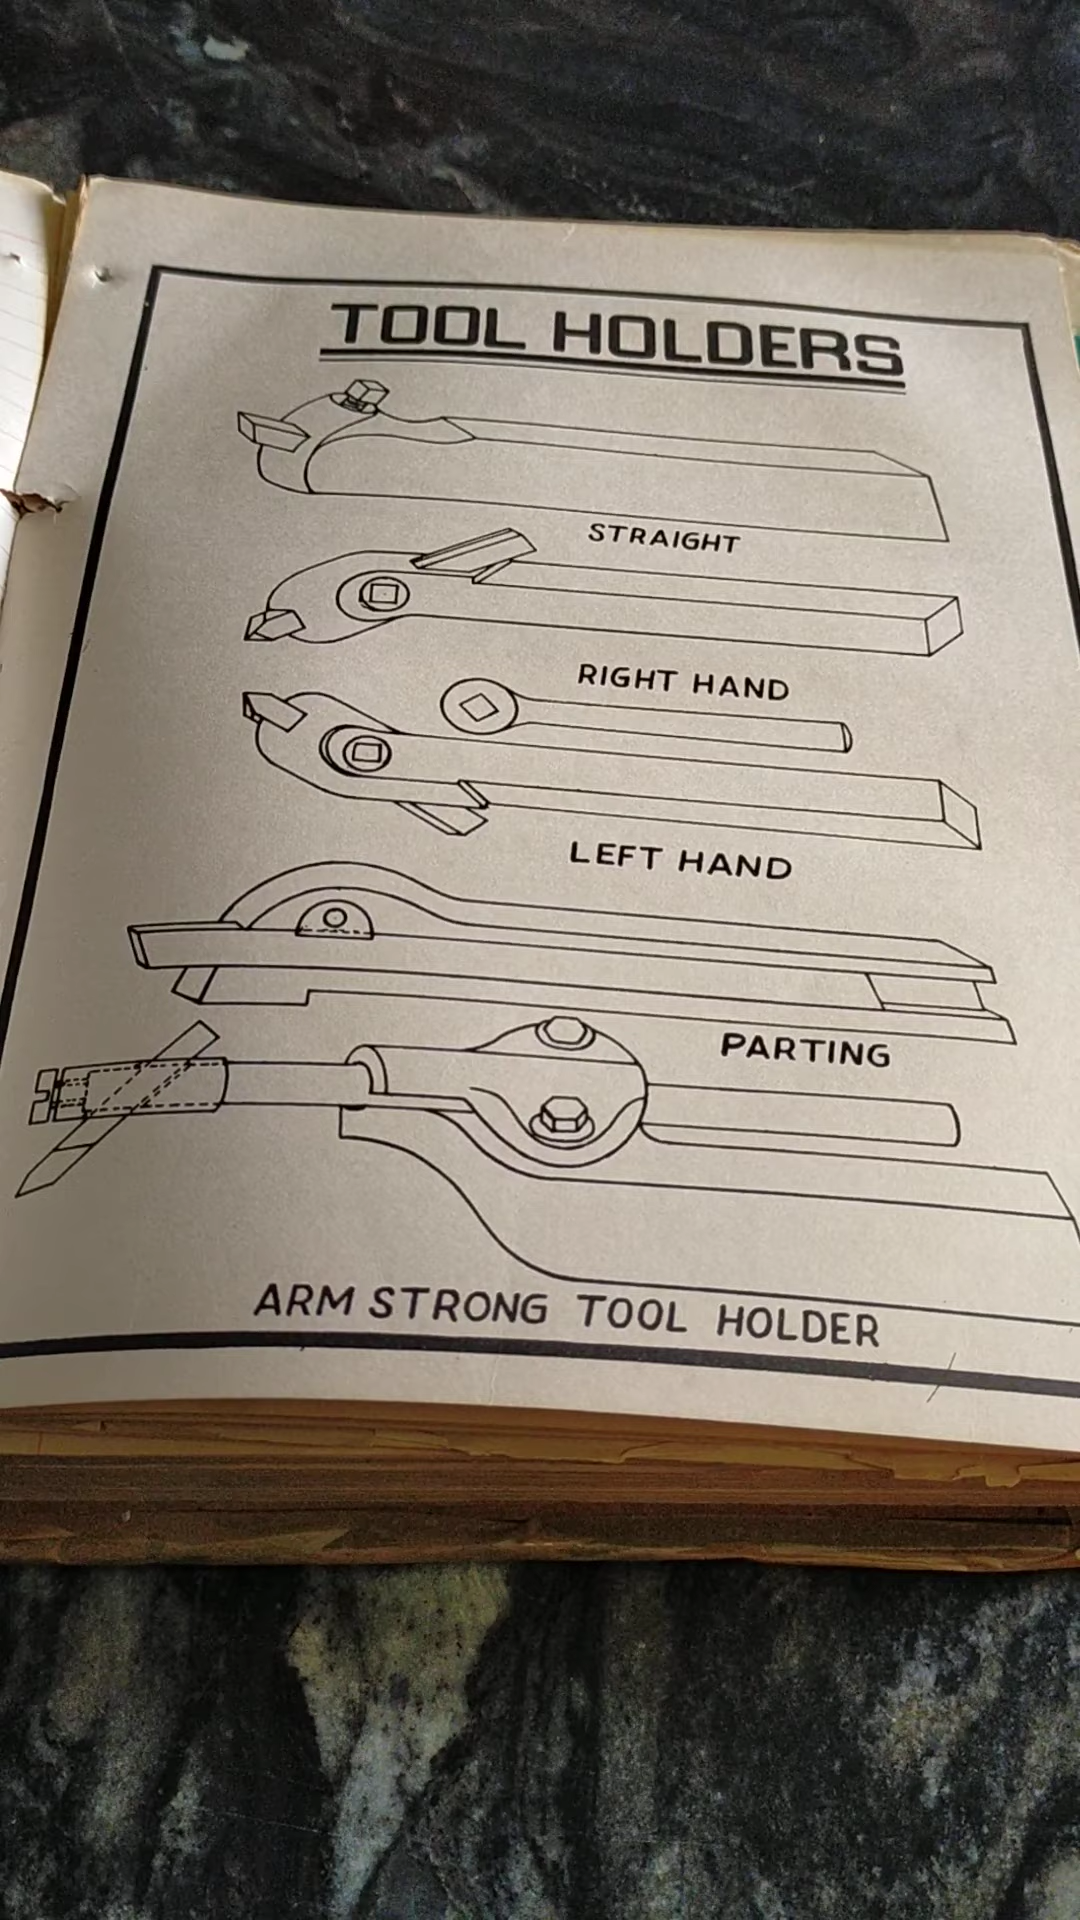 TOOL HOLDERS
STRAIGHT
RIGHT HAND
LEFT HAND
PARTING
ARM STRONG TOOL HOLDER